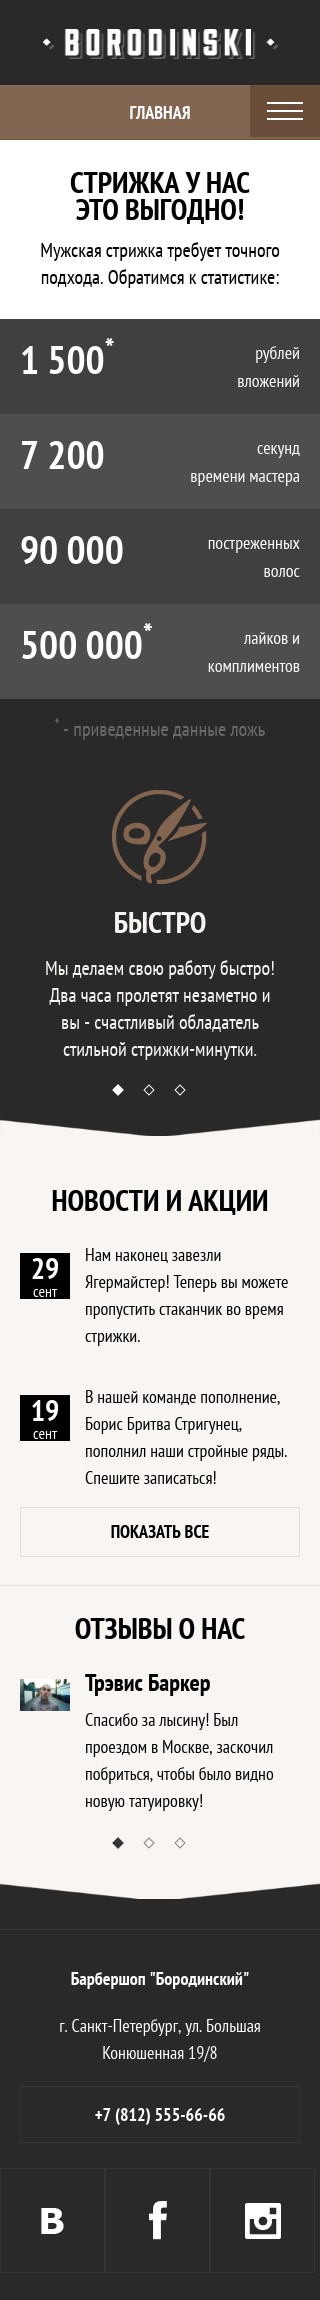 BORODINSKI
ГЛАВНАЯ
СТРИЖКА У НАС
ЭТО ВЫГОДНО!
Мужская стрижка требует точного
подхода. Обратимся к статистике:
1 500*
рублей
вложений
7 200
секунд
времени мастера
90 000
постреженных
волос
500 000*
лайков и
комплиментов
* - приведенные данные ложь
БЫСТРО
Мы делаем свою работу быстро!
Два часа пролетят незаметно и
вы - счастливый обладатель
стильной стрижки-минутки.
НОВОСТИ И АКЦИИ
29
сент
Нам наконец завезли
Ягермайстер! Теперь вы можете
пропустить стаканчик во время
стрижки.
19
сент
В нашей команде пополнение,
Борис Бритва Стригунец,
пополнил наши стройные ряды.
Спешите записаться!
ПОКАЗАТЬ ВСЕ
ОТЗЫВЫ О НАС
Трэвис Баркер
Спасибо за лысину! Был
проездом в Москве, заскочил
побриться, чтобы было видно
новую татуировку!
Барбершоп "Бородинский"
г. Санкт-Петербург, ул. Большая
Конюшенная 19/8
+7 (812) 555-66-66
В f